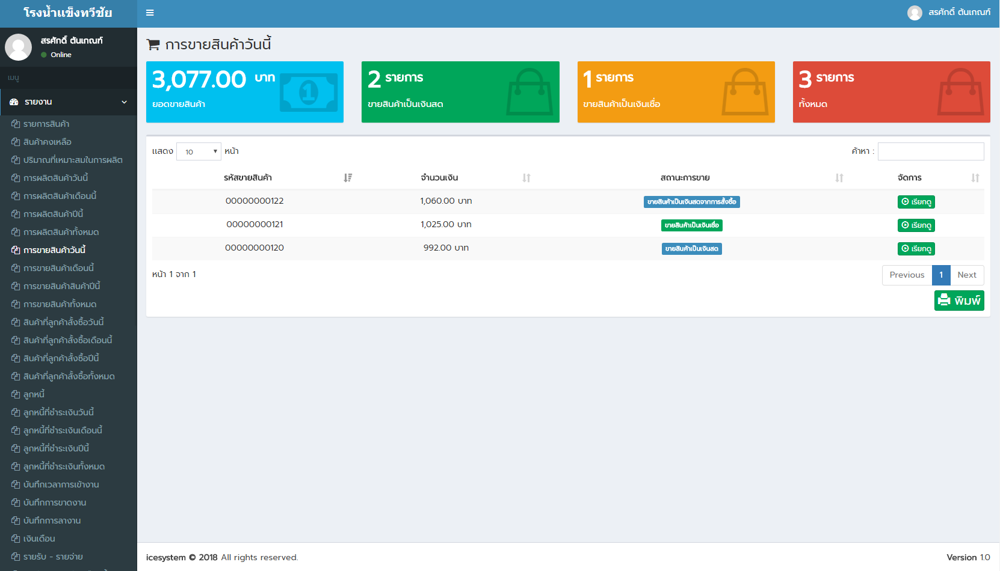 โรงน้ำแข็งทวีชัย
สรศักดิ์ ต้นเกณฑ์
สรศักดิ์ ต้นเกณฑ์
Online
เมนู
รายงาน
รายการสินค้า
สินค้าคงเหลือ
ปริมาณที่เหมาะสมในการผลิต
การผลิตสินค้าวันนี้
การผลิตสินค้าเดือนนี้
การผลิตสินค้าปีนี้
การผลิตสินค้าทั้งหมด
การขายสินค้าวันนี้
การขายสินค้าเดือนนี้
การขายสินค้าสินค้าปีนี้
การขายสินค้าทั้งหมด
สินค้าที่ลูกค้าสั้งซื้อวันนี้
สินค้าที่ลูกค้าสั้งซื้อเดือนนี้
สินค้าที่ลูกค้าสั้งซื้อปีนี้
สินค้าที่ลูกค้าสั้งซื้อทั้งหมด
ลูกหนี้
ลูกหนี้ที่ชำระเงินวันนี้
ลูกหนี้ที่ชำระเงินเดือนนี้
ลูกหนี้ที่ชำระเงินปีนี้
ลูกหนี้ที่ชำระเงินทั้งหมด
บันทึกเวลาการเข้างาน
บันทึกการขาดงาน
บันทึกการลางาน
เงินเดือน
รายรับ - รายจ่าย
การขายสินค้าวันนี้
3,077.00 บาท
ยอดขายสินค้า
2 รายการ
ขายสินค้าเป็นเงินสด
1 รายการ
ขายสินค้าเป็นเงินเชื่อ
3 รายการ
ทั้งหมด
แสดง 10 หน้า
ค้าหา :
รหัสขายสินค้า จำนวนเงิน สถานะการขาย จัดการ
00000000122 1,060.00 บาท ขายสินค้าเป็นเงินสดจากการสั้งซื้อ เรียกดู
00000000121 1,025.00 บาท ขายสินค้าเป็นเงินเชื่อ เรียกดู
00000000120 992.00 บาท ขายสินค้าเป็นเงินสด เรียกดู
หน้า 1 จาก 1
Previous 1 Next
พิมพ์
icesystem © 2018 All rights reserved.
Version 1.0